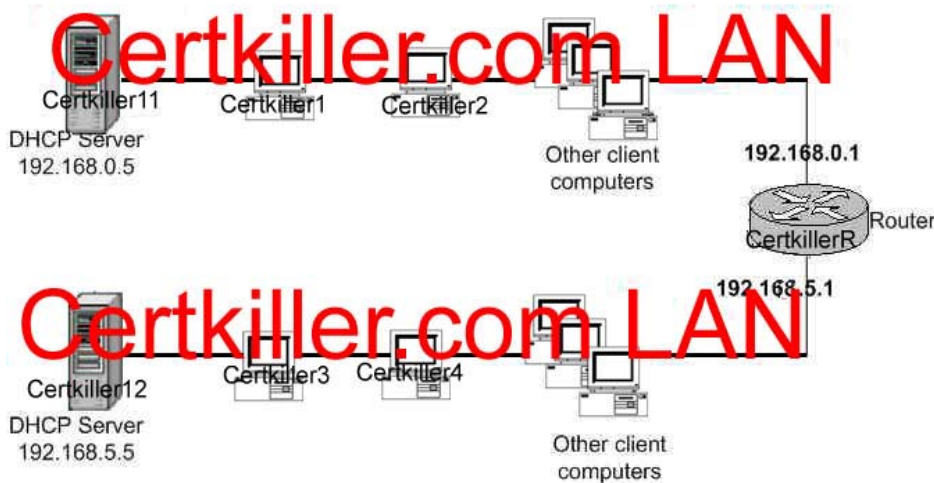 Certkiller.com LAN
Certkiller11
Certkiller1
Certkiller2
DHCP Server
192.168.0.5
Other client
computers
192.168.0.1
Router
CertkillerR
192.168.5.1
Certkiller.com LAN
Certkiller12
Certkiller3
Certkiller4
DHCP Server
192.168.5.5
Other client
computers